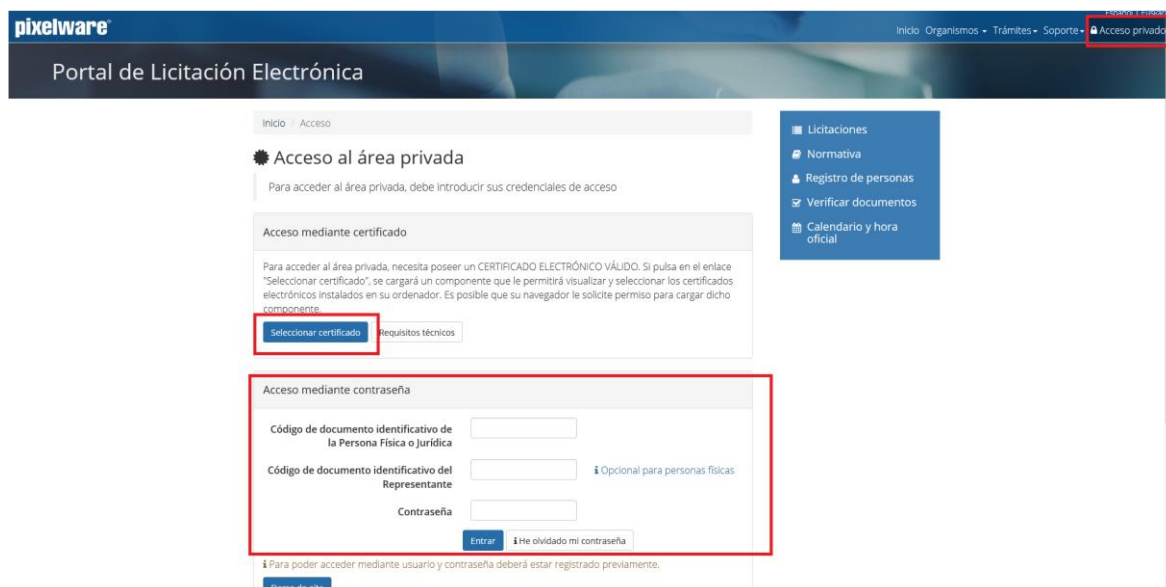 Español | Euskar
pixelware®
Inicio Organismos Trámites Soporte Acceso privado
Portal de Licitación Electrónica
Inicio / Acceso
Acceso al área privada
Para acceder al área privada, debe introducir sus credenciales de acceso
Acceso mediante certificado
Para acceder al área privada, necesita poseer un CERTIFICADO ELECTRÓNICO VÁLIDO. Si pulsa en el enlace
"Seleccionar certificado", se cargará un componente que le permitirá visualizar y seleccionar los certificados
electrónicos instalados en su ordenador. Es posible que su navegador le solicite permiso para cargar dicho
componente.
Seleccionar certificado Requisitos técnicos
Acceso mediante contraseña
Código de documento identificativo de
la Persona Física o Jurídica
Código de documento identificativo del
Representante
i Opcional para personas físicas
Contraseña
Entrar i He olvidado mi contraseña
i Para poder acceder mediante usuario y contraseña deberá estar registrado previamente.
Licitaciones
Normativa
Registro de personas
Verificar documentos
Calendario y hora
oficial